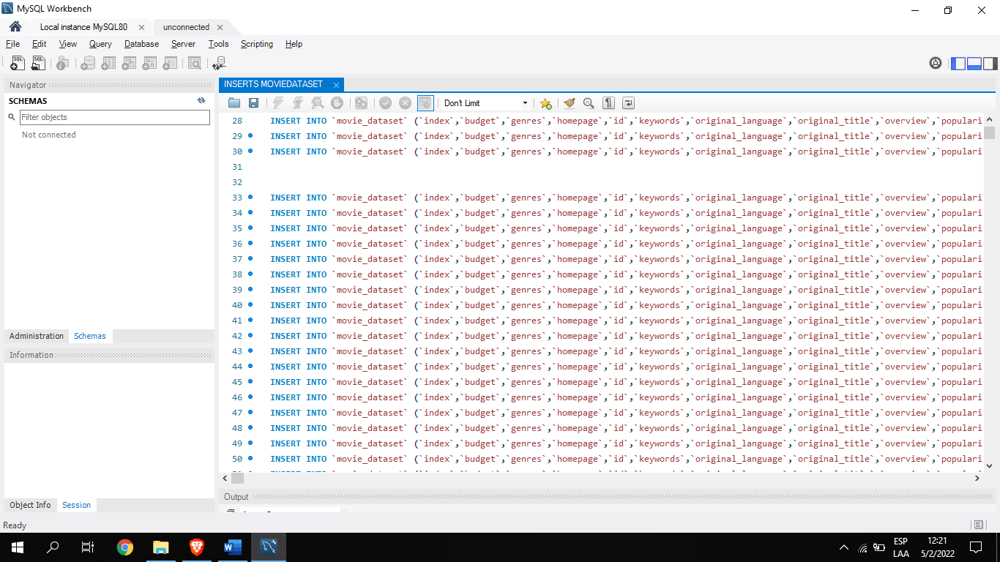 MySQL Workbench
Local instance MySQL80
unconnected
File Edit View Query Database Server Tools Scripting Help
SQL SQL
Navigator
SCHEMAS
Filter objects
Not connected
Administration Schemas
Information
Object Info Session
INSERTS MOVIEDATASET
Don't Limit
28 INSERT INTO `movie_dataset` (`index`,`budget`,`genres`,`homepage`,`id`,`keywords`,`original_language`,`original_title`,`overview`,`populari
29 INSERT INTO `movie_dataset` (`index`,`budget`,`genres`,`homepage`,`id`,`keywords`,`original_language`,`original_title`,`overview`,`populari
30 INSERT INTO `movie_dataset` (`index`,`budget`,`genres`,`homepage`,`id`,`keywords`,`original_language`,`original_title`,`overview`,`populari
31
32
33 INSERT INTO `movie_dataset` (`index`,`budget`,`genres`,`homepage`,`id`,`keywords`,`original_language`,`original_title`,`overview`,`populari
34 INSERT INTO `movie_dataset` (`index`,`budget`,`genres`,`homepage`,`id`,`keywords`,`original_language`,`original_title`,`overview`,`populari
35 INSERT INTO `movie_dataset` (`index`,`budget`,`genres`,`homepage`,`id`,`keywords`,`original_language`,`original_title`,`overview`,`populari
36 INSERT INTO `movie_dataset` (`index`,`budget`,`genres`,`homepage`,`id`,`keywords`,`original_language`,`original_title`,`overview`,`populari
37 INSERT INTO `movie_dataset` (`index`,`budget`,`genres`,`homepage`,`id`,`keywords`,`original_language`,`original_title`,`overview`,`populari
38 INSERT INTO `movie_dataset` (`index`,`budget`,`genres`,`homepage`,`id`,`keywords`,`original_language`,`original_title`,`overview`,`populari
39 INSERT INTO `movie_dataset` (`index`,`budget`,`genres`,`homepage`,`id`,`keywords`,`original_language`,`original_title`,`overview`,`populari
40 INSERT INTO `movie_dataset` (`index`,`budget`,`genres`,`homepage`,`id`,`keywords`,`original_language`,`original_title`,`overview`,`populari
41 INSERT INTO `movie_dataset` (`index`,`budget`,`genres`,`homepage`,`id`,`keywords`,`original_language`,`original_title`,`overview`,`populari
42 INSERT INTO `movie_dataset` (`index`,`budget`,`genres`,`homepage`,`id`,`keywords`,`original_language`,`original_title`,`overview`,`populari
43 INSERT INTO `movie_dataset` (`index`,`budget`,`genres`,`homepage`,`id`,`keywords`,`original_language`,`original_title`,`overview`,`populari
44 INSERT INTO `movie_dataset` (`index`,`budget`,`genres`,`homepage`,`id`,`keywords`,`original_language`,`original_title`,`overview`,`populari
45 INSERT INTO `movie_dataset` (`index`,`budget`,`genres`,`homepage`,`id`,`keywords`,`original_language`,`original_title`,`overview`,`populari
46 INSERT INTO `movie_dataset` (`index`,`budget`,`genres`,`homepage`,`id`,`keywords`,`original_language`,`original_title`,`overview`,`populari
47 INSERT INTO `movie_dataset` (`index`,`budget`,`genres`,`homepage`,`id`,`keywords`,`original_language`,`original_title`,`overview`,`populari
48 INSERT INTO `movie_dataset` (`index`,`budget`,`genres`,`homepage`,`id`,`keywords`,`original_language`,`original_title`,`overview`,`populari
49 INSERT INTO `movie_dataset` (`index`,`budget`,`genres`,`homepage`,`id`,`keywords`,`original_language`,`original_title`,`overview`,`populari
50 INSERT INTO `movie_dataset` (`index`,`budget`,`genres`,`homepage`,`id`,`keywords`,`original_language`,`original_title`,`overview`,`populari
Output
Ready
ESP
LAA
12:21
5/2/2022